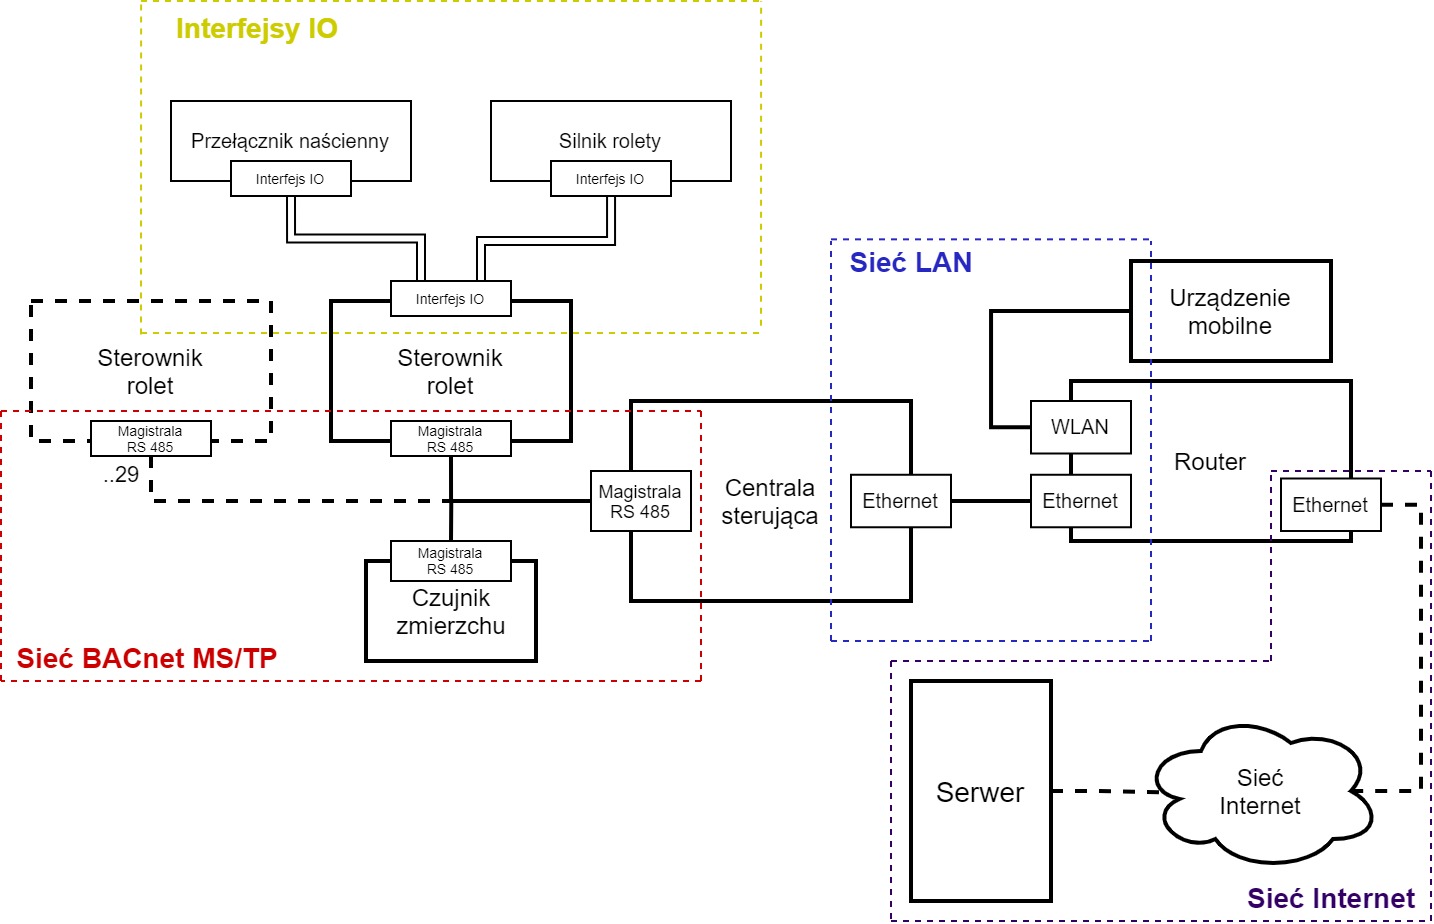 Interfejsy IO
Przełącznik naścienny
Interfejs IO
Silnik rolety
Interfejs IO
Interfejs IO
Sterownik
rolet
Magistrala
RS 485
..29
Sterownik
rolet
Magistrala
RS 485
Magistrala
RS 485
Czujnik
zmierzchu
Sieć BACnet MS/TP
Magistrala
RS 485
Centrala
sterująca
Ethernet
Sieć LAN
Urządzenie
mobilne
WLAN
Ethernet
Router
Ethernet
Serwer
Sieć
Internet
Sieć Internet